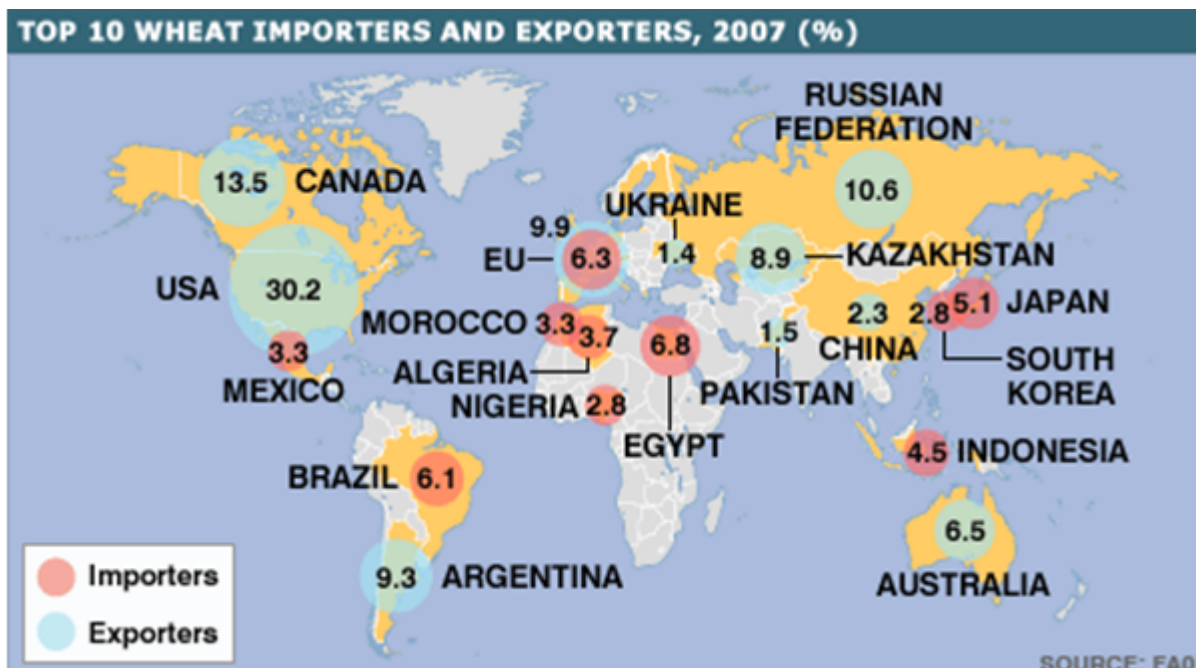 TOP 10 WHEAT IMPORTERS AND EXPORTERS, 2007 (%)
RUSSIAN
FEDERATION
10.6
13.5 CANADA
UKRAINE
1.4
9.9
EU
6.3
8.9 KAZAKHSTAN
USA 30.2
MOROCCO 3.3
3.7
ALGERIA
6.8
EGYPT
1.5
PAKISTAN
2.3
CHINA
2.8
SOUTH
KOREA
5.1 JAPAN
3.3
MEXICO
NIGERIA 2.8
4.5 INDONESIA
BRAZIL 6.1
6.5
AUSTRALIA
9.3 ARGENTINA
Importers
Exporters
SOURCE: